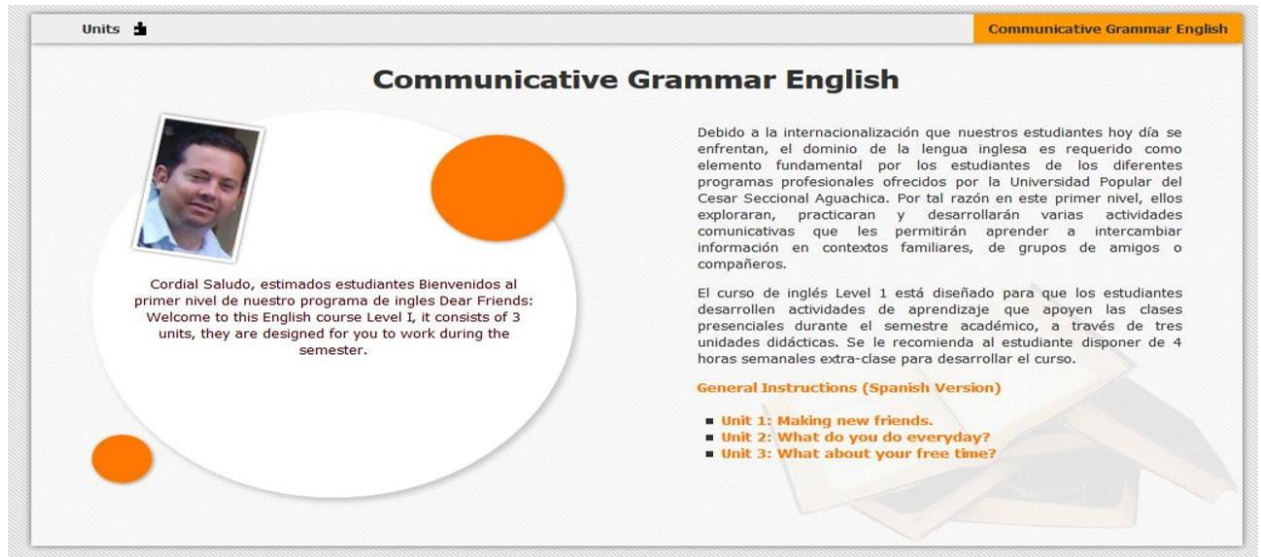 Units
Communicative Grammar English
Communicative Grammar English
Cordial Saludo, estimados estudiantes Bienvenidos al
primer nivel de nuestro programa de ingles Dear Friends:
Welcome to this English course Level I, it consists of 3
units, they are designed for you to work during the
semester.
Debido a la internacionalización que nuestros estudiantes hoy día se
enfrentan, el dominio de la lengua inglesa es requerido como
elemento fundamental por los estudiantes de los diferentes
programas profesionales ofrecidos por la Universidad Popular del
Cesar Seccional Aguachica. Por tal razón en este primer nivel, ellos
exploraran, practicaran y desarrollarán varias actividades
comunicativas que les permitirán aprender a intercambiar
información en contextos familiares, de grupos de amigos o
compañeros.
El curso de inglés Level 1 está diseñado para que los estudiantes
desarrollen actividades de aprendizaje que apoyen las clases
presenciales durante el semestre académico, a través de tres
unidades didácticas. Se le recomienda al estudiante disponer de 4
horas semanales extra-clase para desarrollar el curso.
General Instructions (Spanish Version)
Unit 1: Making new friends.
Unit 2: What do you do everyday?
Unit 3: What about your free time?